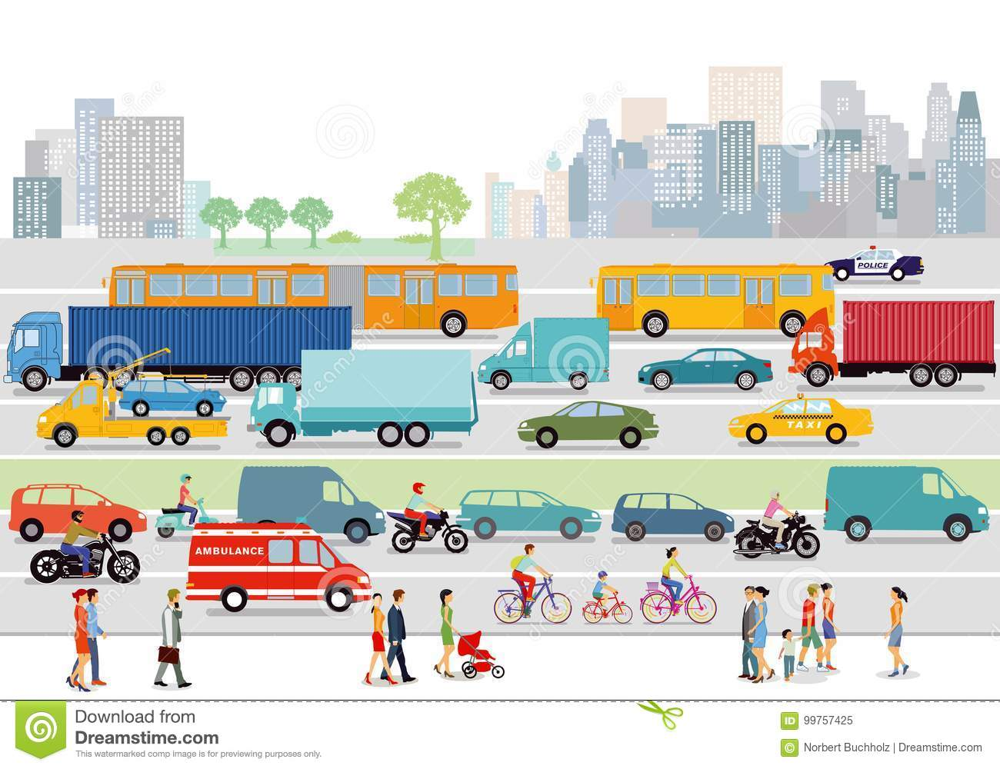 POLICE
TAXI
AMBULANCE
Download from
Dreamstime.com
This watermarked comp image is for previewing purposes only.
ID 99757425
© Norbert Buchholz | Dreamstime.com